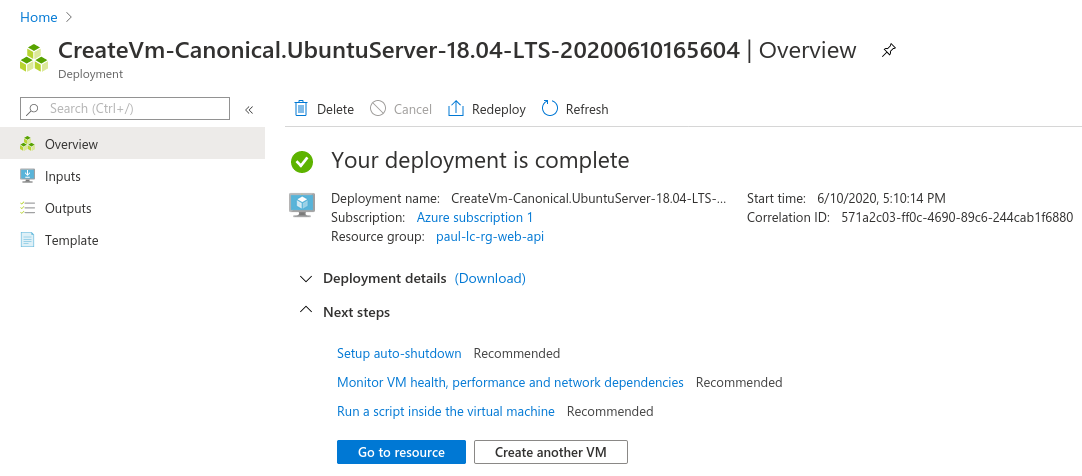 Home
CreateVm-Canonical.UbuntuServer-18.04-LTS-20200610165604 | Overview
Deployment
Search (Ctrl+/)
«
Delete
Cancel
Redeploy
Refresh
Overview
Inputs
Outputs
Template
Your deployment is complete
Deployment name: CreateVm-Canonical.UbuntuServer-18.04-LTS-...
Subscription: Azure subscription 1
Resource group: paul-lc-rg-web-api
Start time: 6/10/2020, 5:10:14 PM
Correlation ID: 571a2c03-ff0c-4690-89c6-244cab1f6880
Deployment details (Download)
Next steps
Setup auto-shutdown Recommended
Monitor VM health, performance and network dependencies Recommended
Run a script inside the virtual machine Recommended
Go to resource
Create another VM